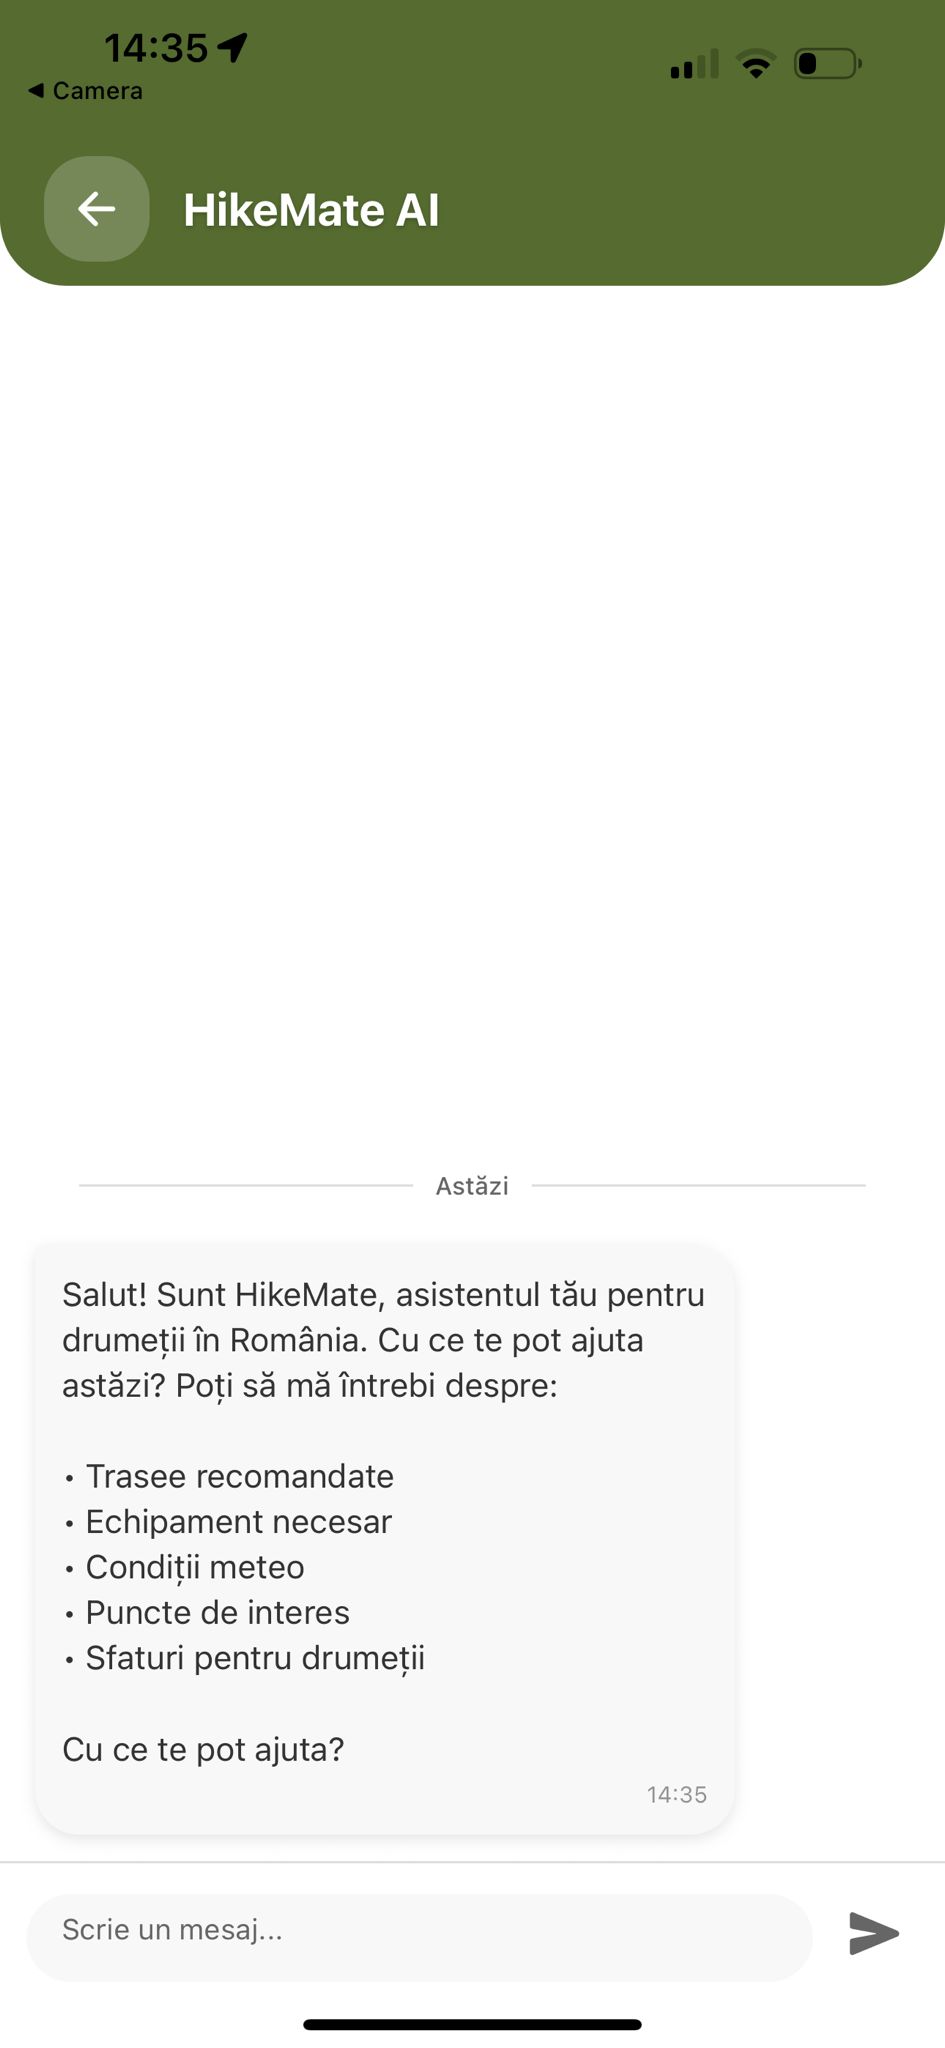 14:35
◀ Camera
HikeMate AI
Astăzi
Salut! Sunt HikeMate, asistentul tău pentru
drumeții în România. Cu ce te pot ajuta
astăzi? Poți să mă întrebi despre:
• Trasee recomandate
• Echipament necesar
• Condiții meteo
• Puncte de interes
• Sfaturi pentru drumeții
Cu ce te pot ajuta?
14:35
Scrie un mesaj...